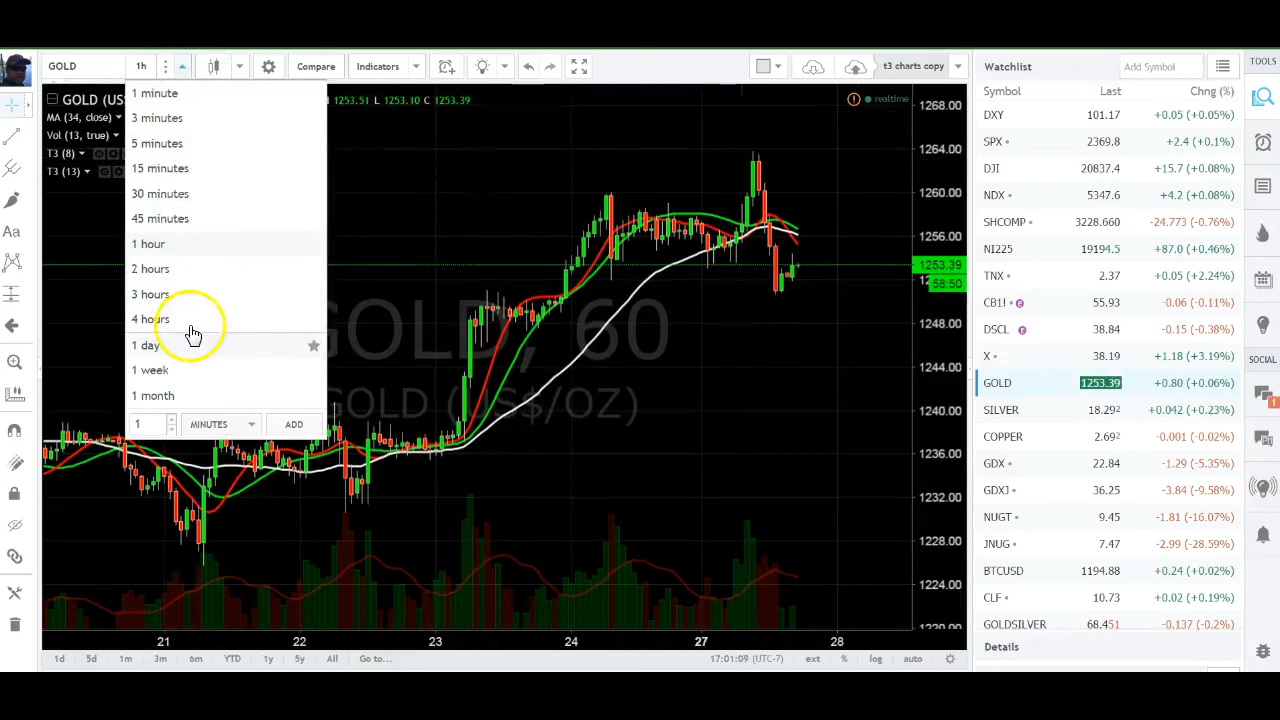 GOLD 1h Compare Indicators t3 charts copy
GOLD (US 1253.51 L 1253.10 C 1253.39 realtime
MA (34, close)
Vol (13, true)
T3 (8)
T3 (13)
1 minute
3 minutes
5 minutes
15 minutes
30 minutes
45 minutes
1 hour
2 hours
3 hours
4 hours
1 day
1 week
1 month
1 MINUTES ADD
GOLD, 60
GOLD (US$/OZ)
1268.00
1264.00
1260.00
1256.00
1253.39
58:50
1248.00
1244.00
1240.00
1236.00
1232.00
1228.00
1224.00
1220.00
21 22 23 24 27 28
1d 5d 1m 3m 6m YTD 1y 5y All Go to... 17:01:09 (UTC-7) ext % log auto
Watchlist Add Symbol
Symbol Last Chng (%)
DXY 101.17 +0.05 (+0.05%)
SPX 2369.8 +2.4 (+0.1%)
DJI 20837.4 +15.7 (+0.08%)
NDX 5347.6 +4.2 (+0.08%)
SHCOMP 3228.660 -24.773 (-0.76%)
NI225 19194.5 +7.0 (+0.46%)
TNX 2.37 +0.05 (+2.24%)
CB1! E 55.93 -0.06 (-0.11%)
DSCL E 38.84 -0.15 (-0.38%)
X 38.19 +1.18 (+3.19%)
GOLD 1253.39 +0.80 (+0.06%)
SILVER 18.292 +0.042 (+0.23%)
COPPER 2.692 -0.001 (-0.02%)
GDX 22.84 -1.29 (-5.35%)
GDXJ 36.25 -3.84 (-9.58%)
NUGT 9.45 -1.81 (-16.07%)
JNUG 7.47 -2.99 (-28.59%)
BTCUSD 1194.88 +0.24 (+0.02%)
CLF 10.73 +0.02 (+0.19%)
GOLDSILVER 68.451 -0.137 (-0.2%)
Details
TOOLS
SOCIAL
1
Aa